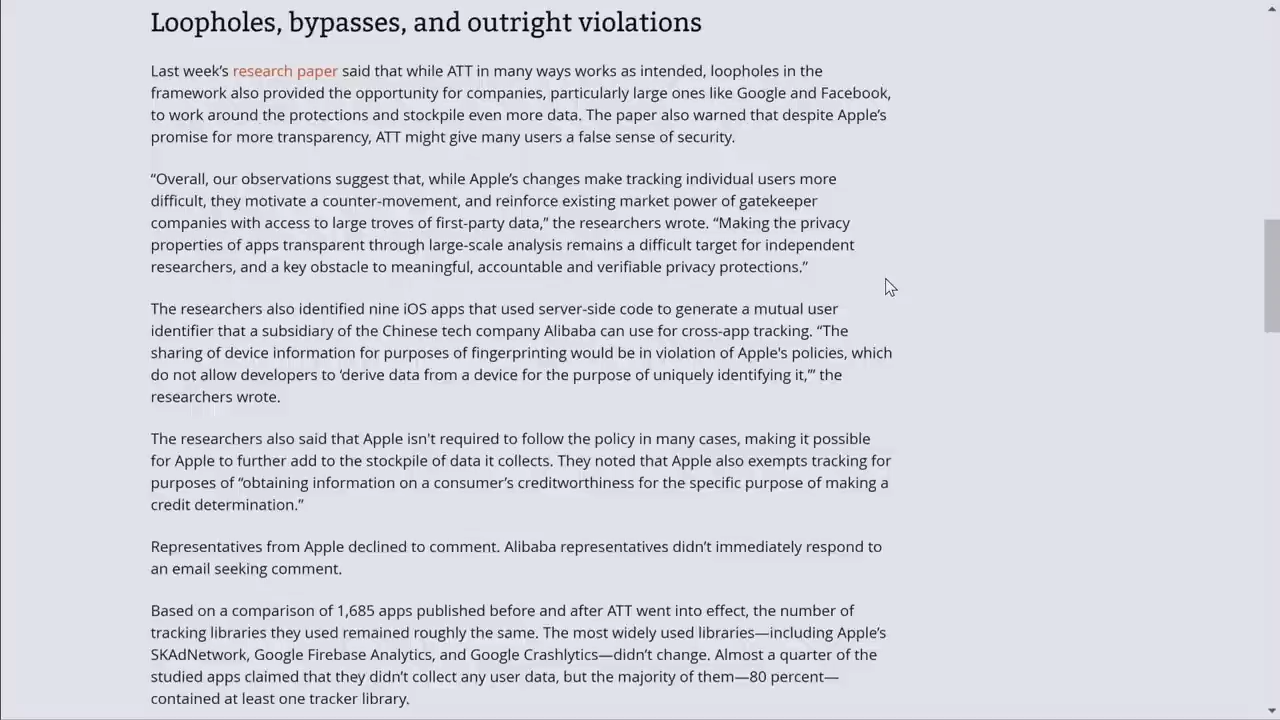 Loopholes, bypasses, and outright violations
Last week’s research paper said that while ATT in many ways works as intended, loopholes in the
framework also provided the opportunity for companies, particularly large ones like Google and Facebook,
to work around the protections and stockpile even more data. The paper also warned that despite Apple’s
promise for more transparency, ATT might give many users a false sense of security.
“Overall, our observations suggest that, while Apple’s changes make tracking individual users more
difficult, they motivate a counter-movement, and reinforce existing market power of gatekeeper
companies with access to large troves of first-party data,” the researchers wrote. “Making the privacy
properties of apps transparent through large-scale analysis remains a difficult target for independent
researchers, and a key obstacle to meaningful, accountable and verifiable privacy protections.”
The researchers also identified nine iOS apps that used server-side code to generate a mutual user
identifier that a subsidiary of the Chinese tech company Alibaba can use for cross-app tracking. “The
sharing of device information for purposes of fingerprinting would be in violation of Apple's policies, which
do not allow developers to ‘derive data from a device for the purpose of uniquely identifying it,’” the
researchers wrote.
The researchers also said that Apple isn't required to follow the policy in many cases, making it possible
for Apple to further add to the stockpile of data it collects. They noted that Apple also exempts tracking for
purposes of “obtaining information on a consumer’s creditworthiness for the specific purpose of making a
credit determination.”
Representatives from Apple declined to comment. Alibaba representatives didn’t immediately respond to
an email seeking comment.
Based on a comparison of 1,685 apps published before and after ATT went into effect, the number of
tracking libraries they used remained roughly the same. The most widely used libraries—including Apple’s
SKAdNetwork, Google Firebase Analytics, and Google Crashlytics—didn’t change. Almost a quarter of the
studied apps claimed that they didn’t collect any user data, but the majority of them—80 percent—
contained at least one tracker library.